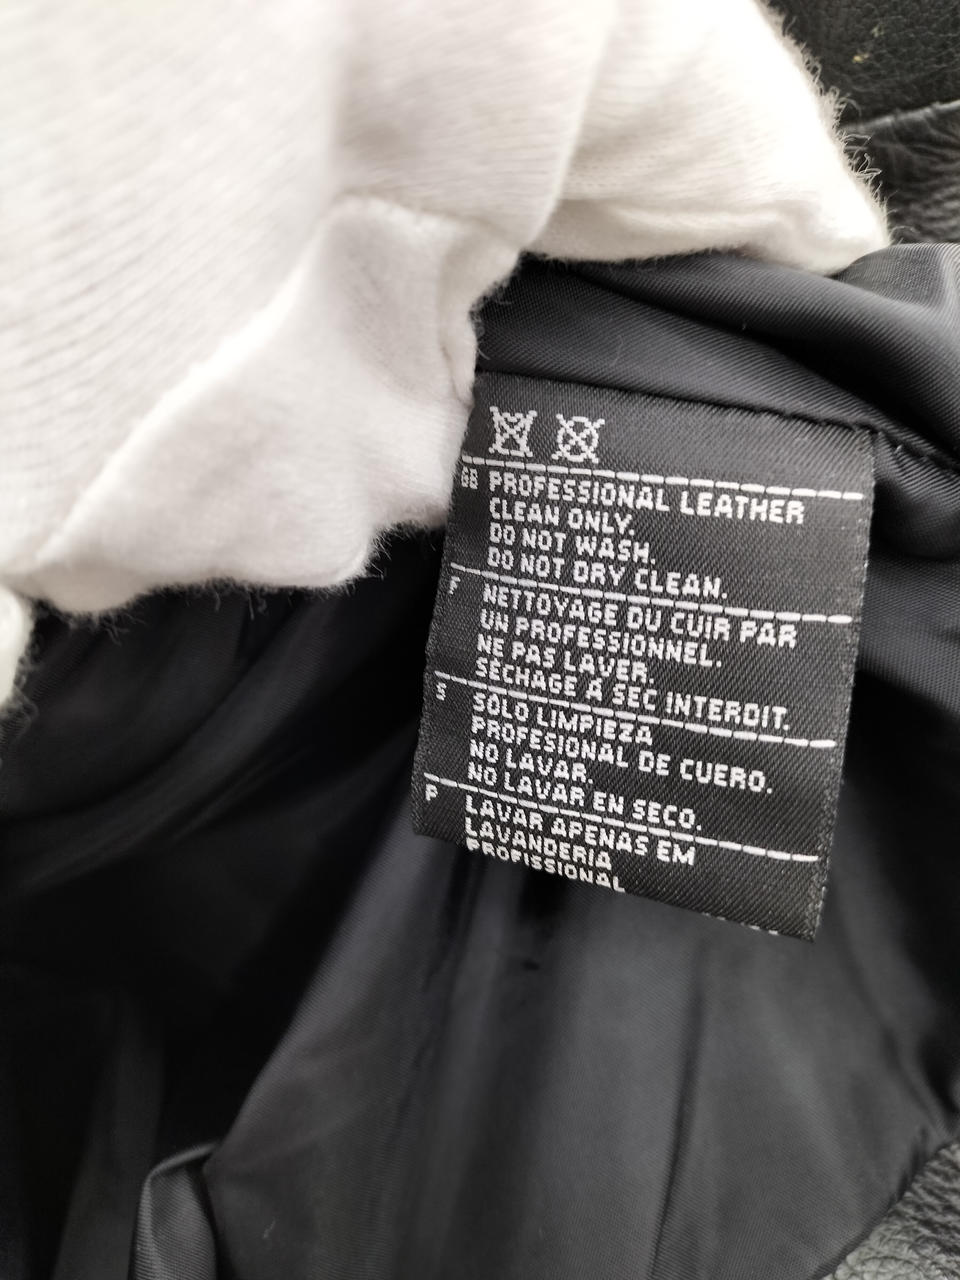 GB PROFESSIONAL LEATHER
CLEAN ONLY.
DO NOT WASH.
DO NOT DRY CLEAN.
F NETTOYAGE DU CUIR PAR
UN PROFESSIONNEL.
NE PAS LAVER.
SÉCHAGE À SEC INTERDIT.
S SOLO LIMPIEZA
PROFESIONAL DE CUERO.
NO LAVAR.
NO LAVAR EN SECO.
P LAVAR APENAS EM
LAVANDERIA
PROFISSIONAL